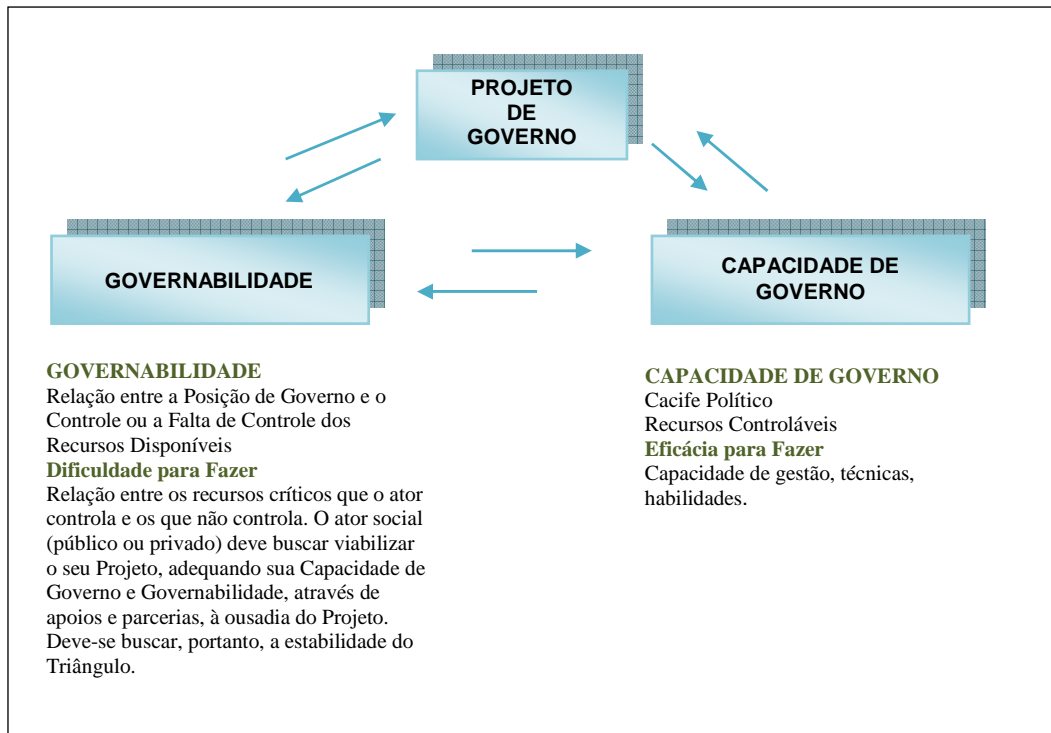 PROJETO
DE
GOVERNO
GOVERNABILIDADE
CAPACIDADE DE
GOVERNO
GOVERNABILIDADE
Relação entre a Posição de Governo e o
Controle ou a Falta de Controle dos
Recursos Disponíveis
Dificuldade para Fazer
Relação entre os recursos críticos que o ator
controla e os que não controla. O ator social
(público ou privado) deve buscar viabilizar
o seu Projeto, adequando sua Capacidade de
Governo e Governabilidade, através de
apoios e parcerias, à ousadia do Projeto.
Deve-se buscar, portanto, a estabilidade do
Triângulo.
CAPACIDADE DE GOVERNO
Cacife Político
Recursos Controláveis
Eficácia para Fazer
Capacidade de gestão, técnicas,
habilidades.